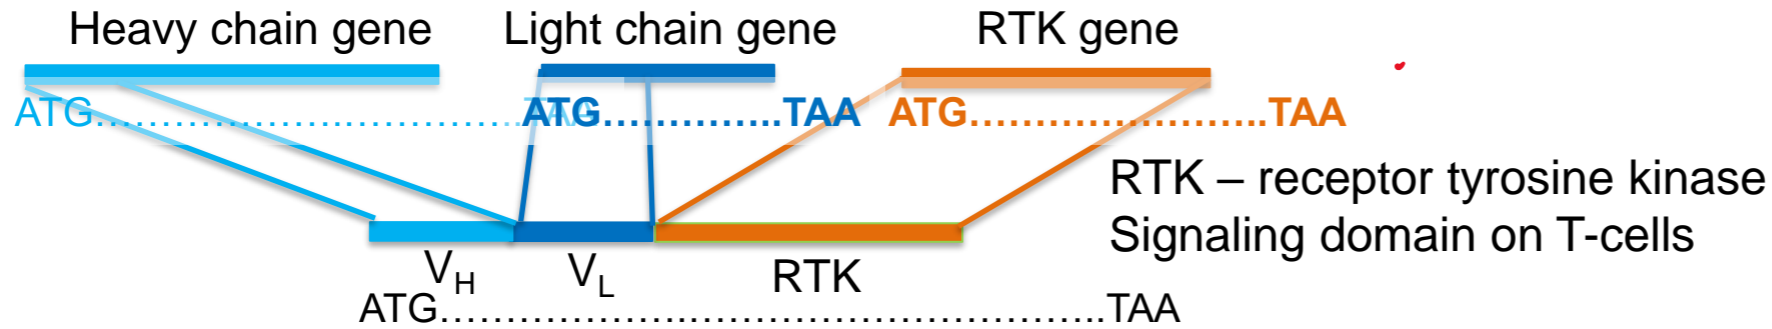 Heavy chain gene Light chain gene RTK gene
ATG..............................TAA ATG..............TAA ATG.......................TAA
RTK – receptor tyrosine kinase
Signaling domain on T-cells
VH VL RTK
ATG....................................................TAA